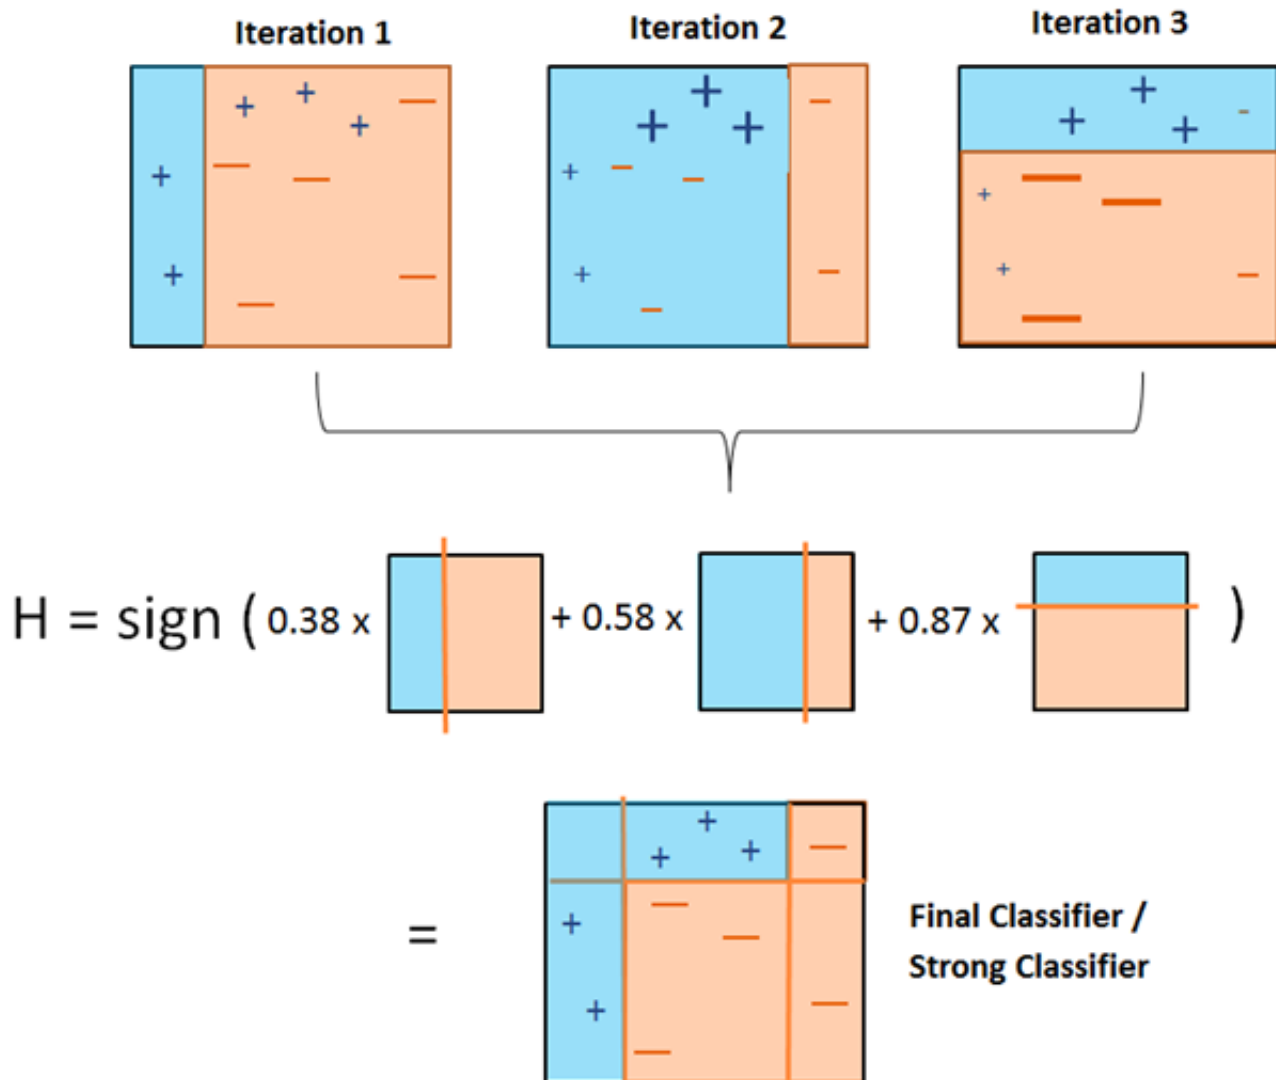 Iteration 1
Iteration 2
Iteration 3
H = sign ( 0.38 x + 0.58 x + 0.87 x )
=
Final Classifier /
Strong Classifier